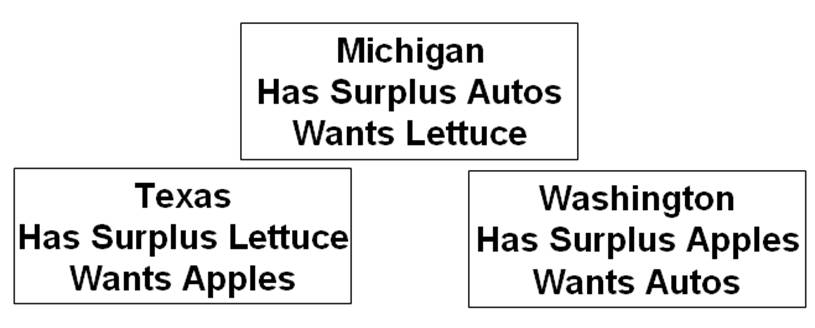 Michigan
Has Surplus Autos
Wants Lettuce
Texas
Has Surplus Lettuce
Wants Apples
Washington
Has Surplus Apples
Wants Autos